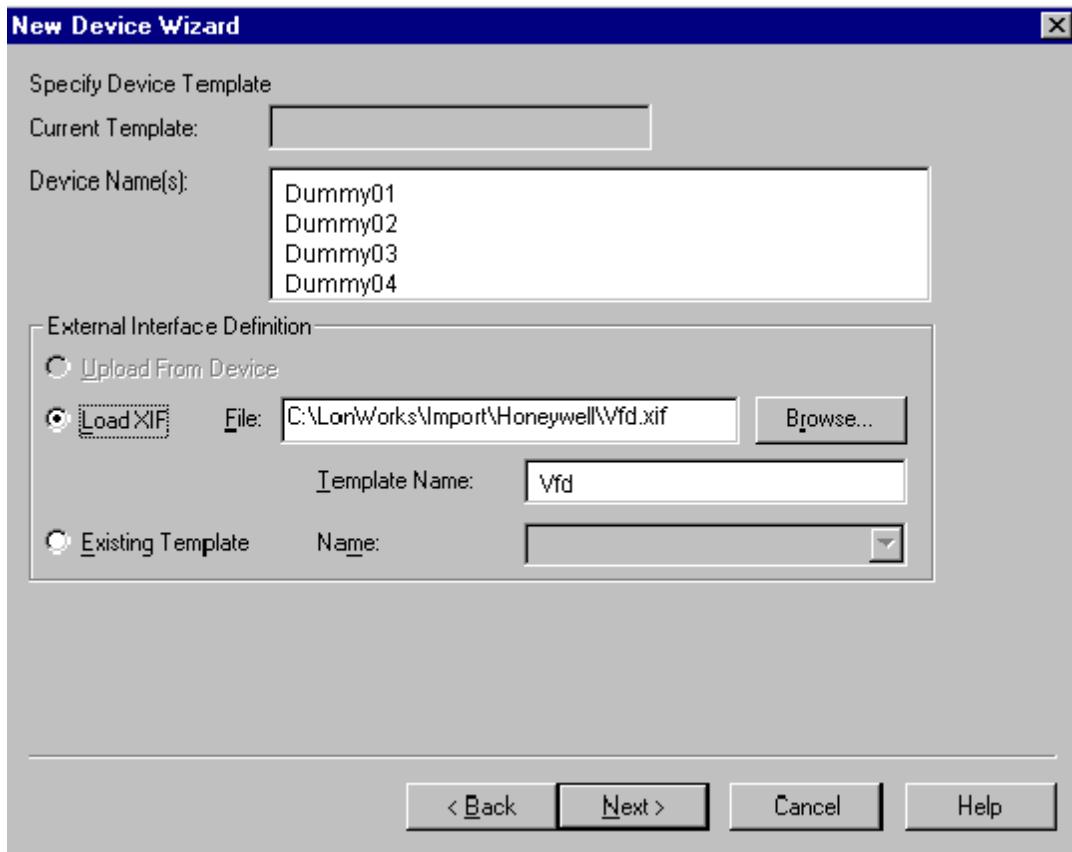 New Device Wizard
Specify Device Template
Current Template:
Device Name(s):
Dummy01
Dummy02
Dummy03
Dummy04
External Interface Definition
Upload From Device
Load XIF File: C:\LonWorks\Import\Honeywell\Vfd.xif Browse...
Template Name: Vfd
Existing Template Name:
< Back Next > Cancel Help